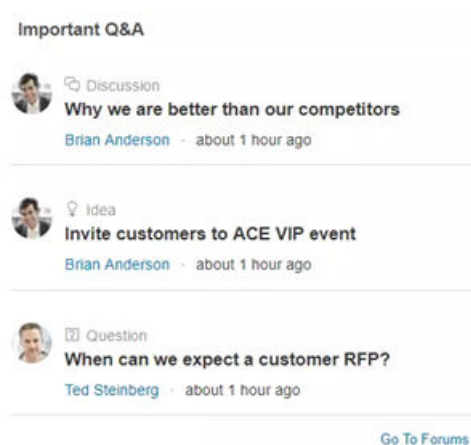 Important Q&A
Discussion
Why we are better than our competitors
Brian Anderson · about 1 hour ago
Idea
Invite customers to ACE VIP event
Brian Anderson · about 1 hour ago
Question
When can we expect a customer RFP?
Ted Steinberg · about 1 hour ago
Go To Forums